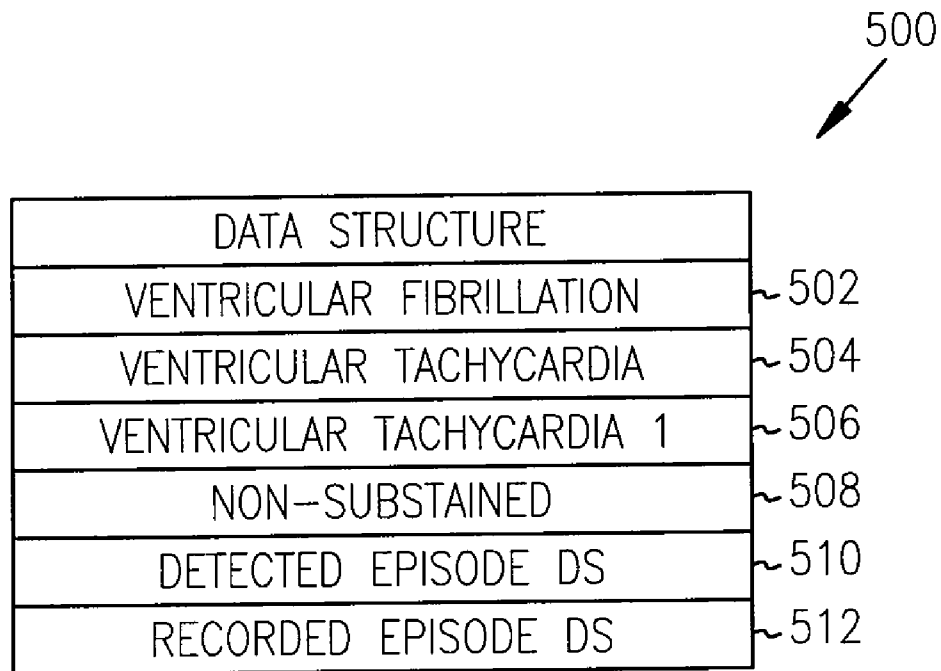 500
DATA STRUCTURE
VENTRICULAR FIBRILLATION 502
VENTRICULAR TACHYCARDIA 504
VENTRICULAR TACHYCARDIA 1 506
NON-SUBSTAINED 508
DETECTED EPISODE DS 510
RECORDED EPISODE DS 512